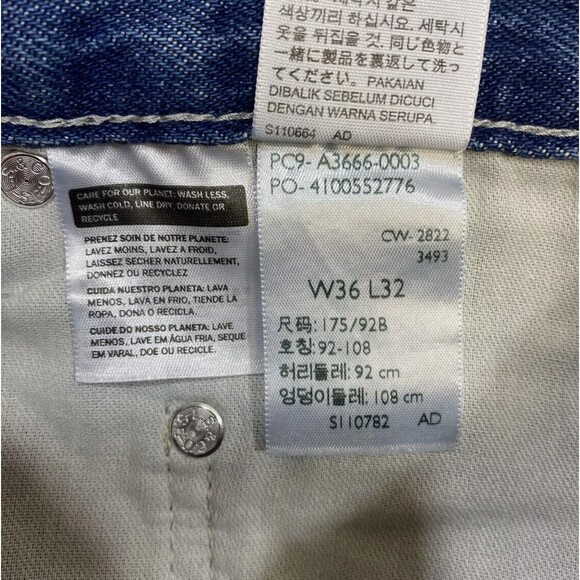 색상끼리 하십시오. 세탁시
옷을 뒤집을 것. 同じ色物と
一緒に製品を裏返して洗っ
てください。PAKAIAN
DIBALIK SEBELUM DICUCI
DENGAN WARNA SERUPA.
S110664 AD
CARE FOR OUR PLANET: WASH LESS,
WASH COLD, LINE DRY, DONATE OR
RECYCLE
PRENEZ SOIN DE NOTRE PLANETE:
LAVEZ MOINS, LAVEZ A FROID,
LAISSEZ SECHER NATURELLEMENT,
DONNEZ OU RECYCLEZ
CUIDA NUESTRO PLANETA: LAVA
MENOS, LAVA EN FRIO, TIENDE LA
ROPA, DONA O RECICLA.
CUIDE DO NOSSO PLANETA: LAVE
MENOS, LAVE EM ÁGUA FRIA, SEQUE
EM VARAL, DOE OU RECICLE.
PC9- A3666-0003
PO- 4100552776
CW- 2822
3493
W36 L32
尺码: 175/92B
호칭: 92-108
허리둘레: 92 cm
엉덩이둘레: 108 cm
S110782 AD